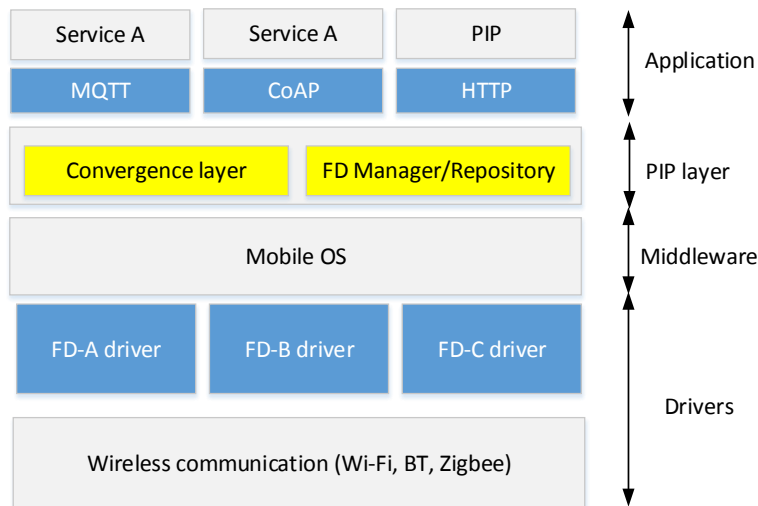 Service A
Service A
PIP
Application
MQTT
CoAP
HTTP
Convergence layer
FD Manager/Repository
PIP layer
Mobile OS
Middleware
FD-A driver
FD-B driver
FD-C driver
Drivers
Wireless communication (Wi-Fi, BT, Zigbee)